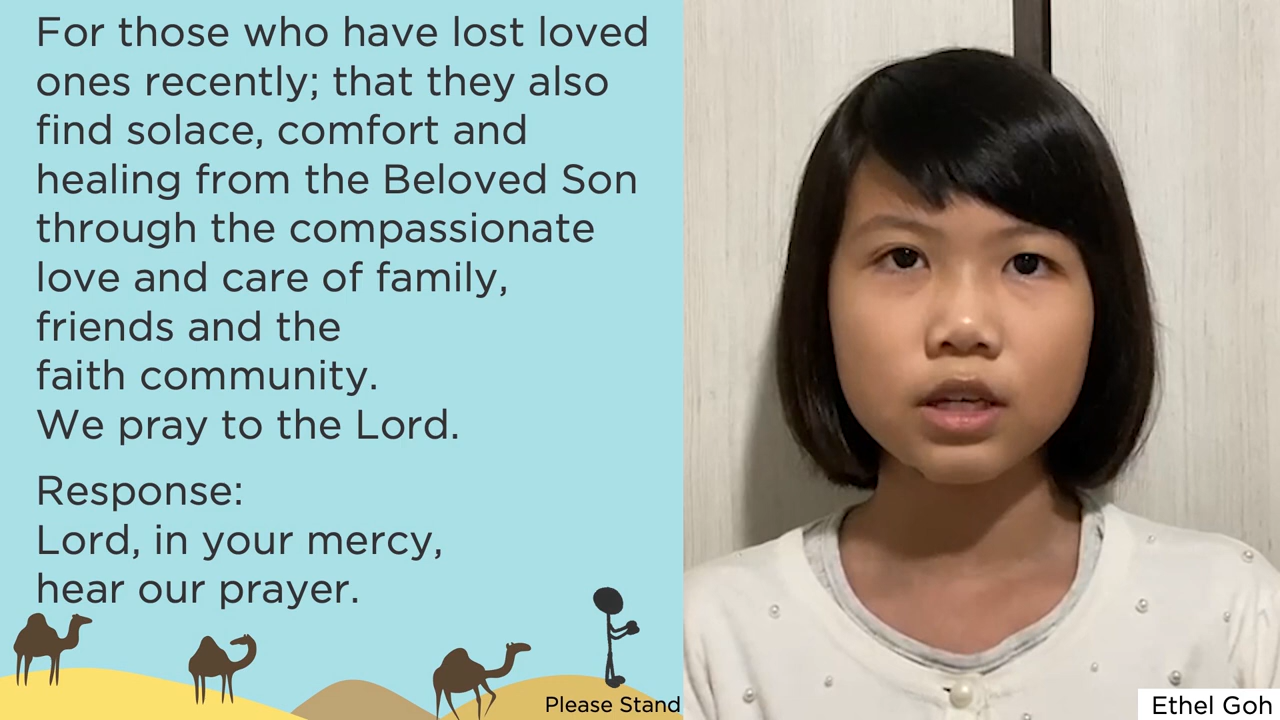 For those who have lost loved
ones recently; that they also
find solace, comfort and
healing from the Beloved Son
through the compassionate
love and care of family,
friends and the
faith community.
We pray to the Lord.
Response:
Lord, in your mercy,
hear our prayer.
Please Stand
Ethel Goh